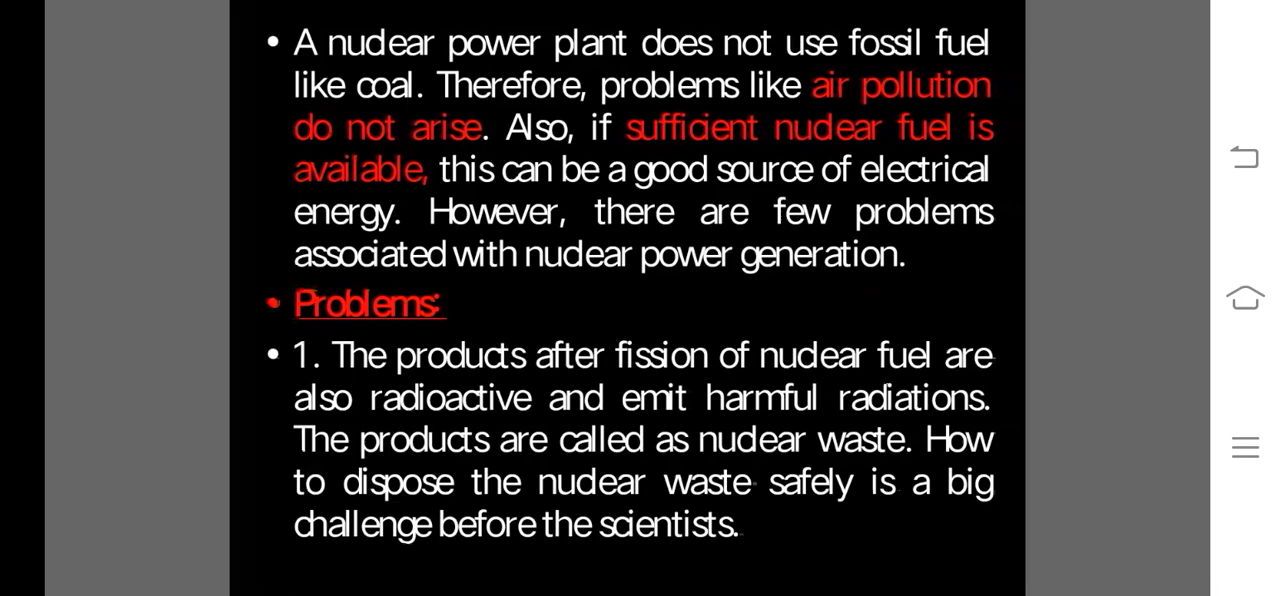 • A nuclear power plant does not use fossil fuel
like coal. Therefore, problems like air pollution
do not arise. Also, if sufficient nuclear fuel is
available, this can be a good source of electrical
energy. However, there are few problems
associated with nuclear power generation.
• Problems:
• 1. The products after fission of nuclear fuel are
also radioactive and emit harmful radiations.
The products are called as nuclear waste. How
to dispose the nuclear waste safely is a big
challenge before the scientists.